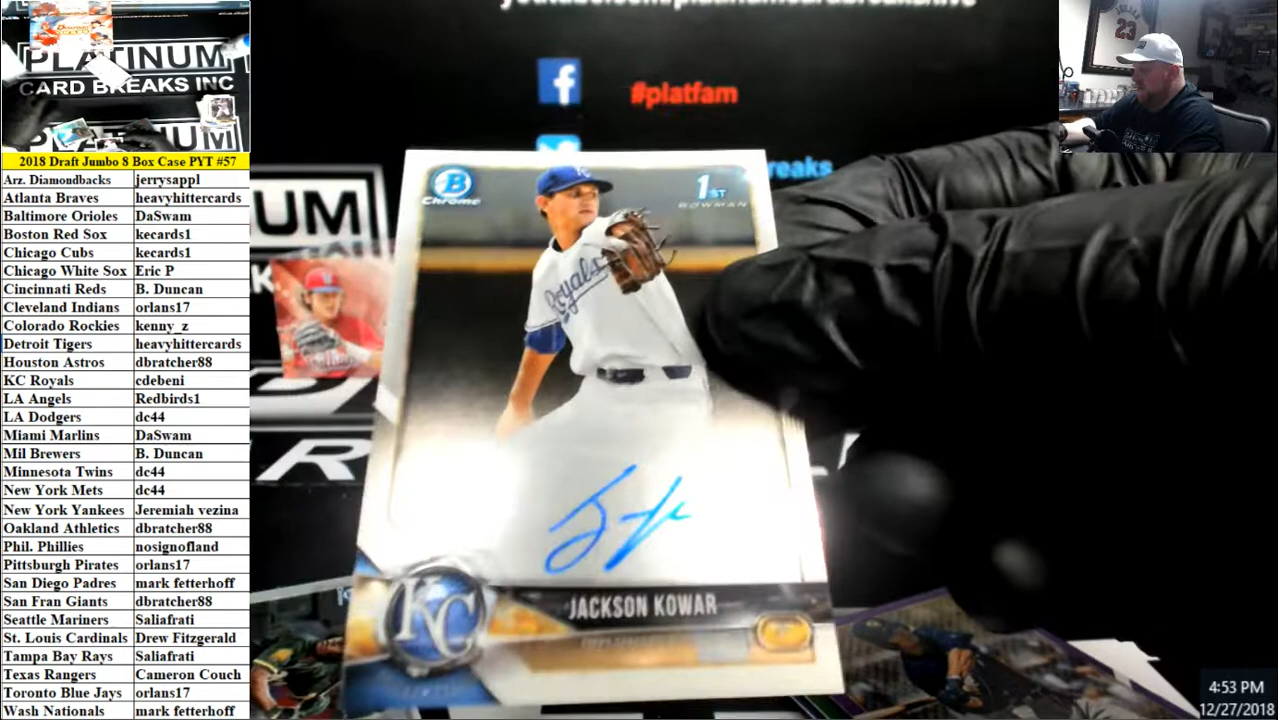 PLATINUM
CARD BREAKS INC
PLATINUM
2018 Draft Jumbo 8 Box Case PYT #57
Arz. Diamondbacks jerrysappl
Atlanta Braves heavyhittercards
Baltimore Orioles DaSwam
Boston Red Sox kecards1
Chicago Cubs kecards1
Chicago White Sox Eric P
Cincinnati Reds B. Duncan
Cleveland Indians orlans17
Colorado Rockies kenny_z
Detroit Tigers heavyhittercards
Houston Astros dbratcher88
KC Royals cdebeni
LA Angels Redbirds1
LA Dodgers dc44
Miami Marlins DaSwam
Mil Brewers B. Duncan
Minnesota Twins dc44
New York Mets dc44
New York Yankees Jeremiah vezina
Oakland Athletics dbratcher88
Phil. Phillies nosignofland
Pittsburgh Pirates orlans17
San Diego Padres mark fetterhoff
San Fran Giants dbratcher88
Seattle Mariners Saliafrati
St. Louis Cardinals Drew Fitzgerald
Tampa Bay Rays Saliafrati
Texas Rangers Cameron Couch
Toronto Blue Jays orlans17
Wash Nationals mark fetterhoff
#platfam
B
Chrome
1ST
BOWMAN
Royals
KC
JACKSON KOWAR
23
4:53 PM
12/27/2018